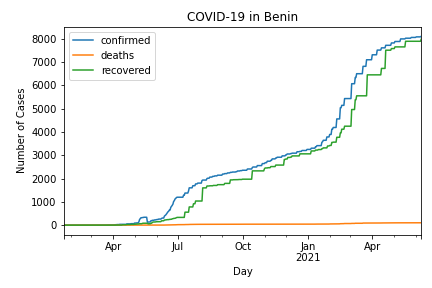 COVID-19 in Benin
confirmed
deaths
recovered
Number of Cases
8000
7000
6000
5000
4000
3000
2000
1000
0
Apr
Jul
Oct
Jan
2021
Apr
Day